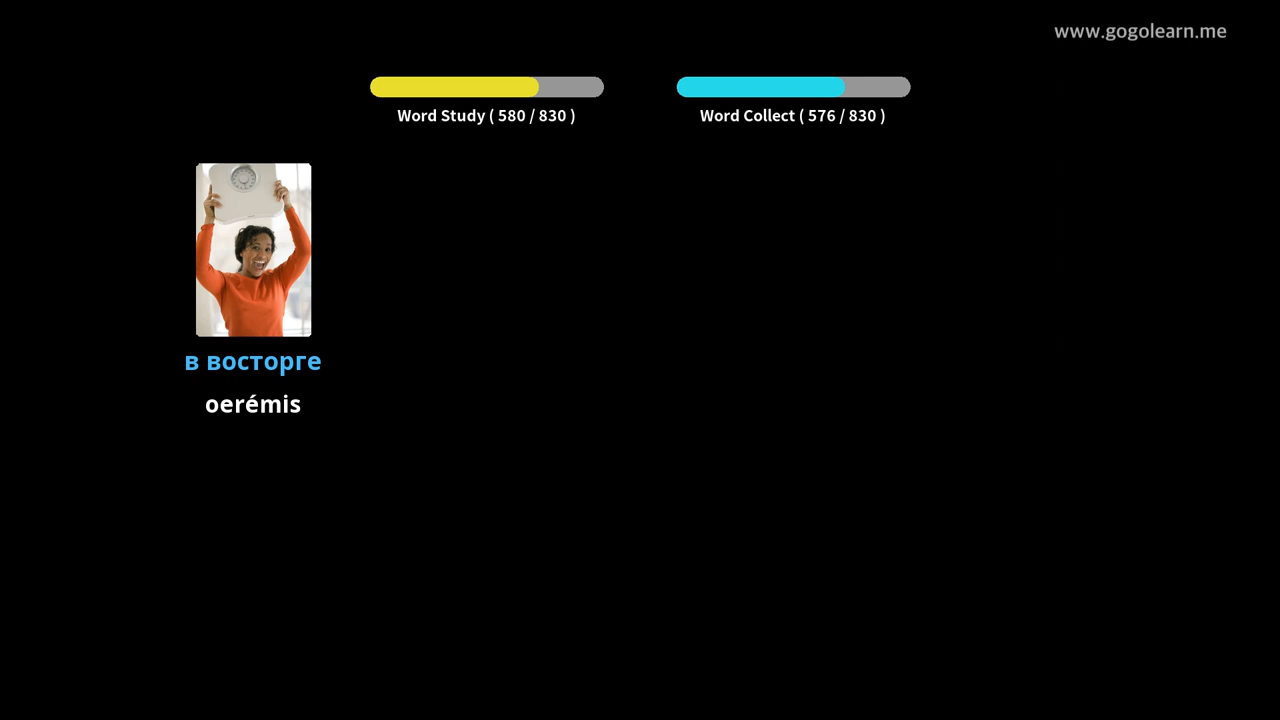 www.gogolearn.me
Word Study ( 580 / 830 )
Word Collect ( 576 / 830 )
в восторге
oerémis